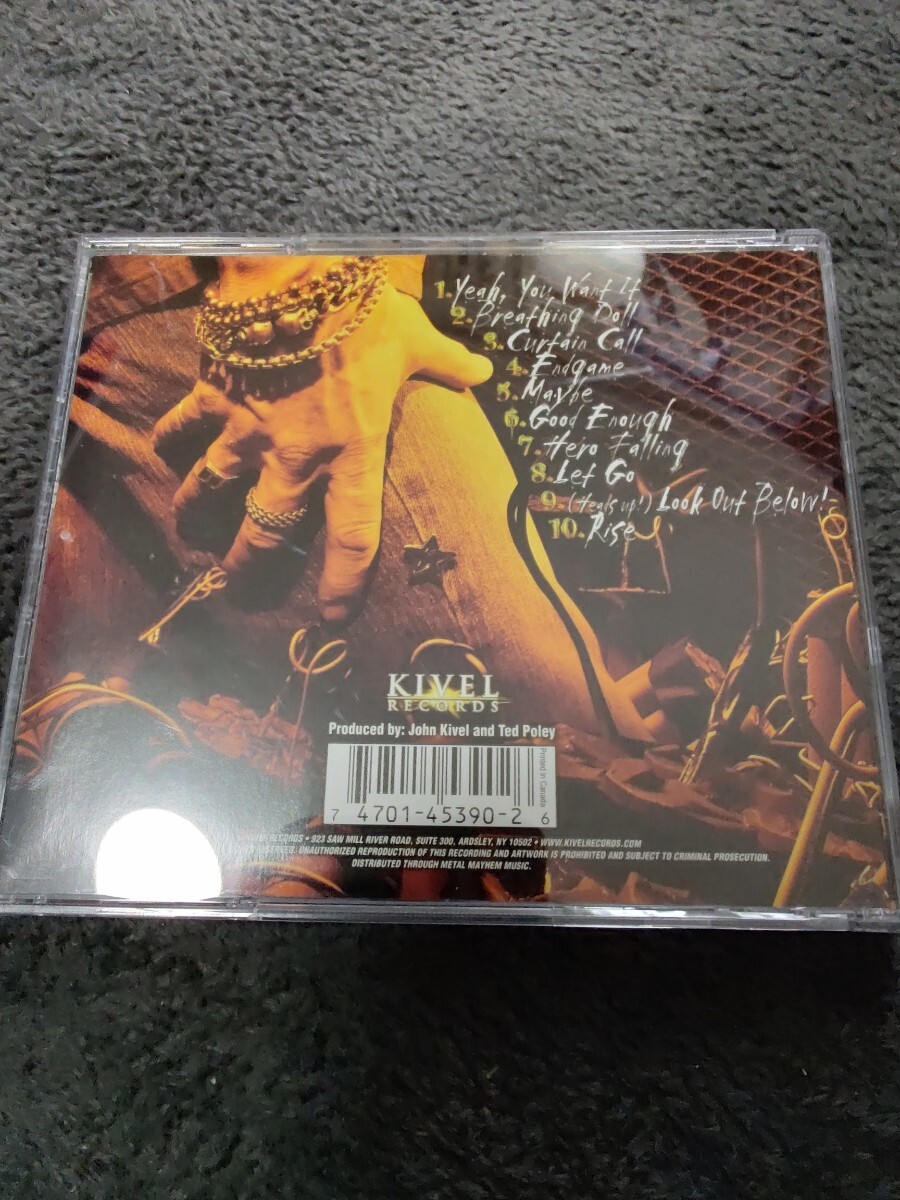 1. Yeah, You Want It
2. Breathing Doll
3. Curtain Call
4. Endgame
5. Maybe
6. Good Enough
7. Hero Falling
8. Let Go
9. (Heads up!) Look Out Below!
10. Rise
KIVEL
RECORDS
Produced by: John Kivel and Ted Poley
Printed in Canada
7 4701-45390-2 6
RECORDS • 923 SAW MILL RIVER ROAD, SUITE 300, ARDSLEY, NY 10502 • WWW.KIVELRECORDS.COM
UNAUTHORIZED REPRODUCTION OF THIS RECORDING AND ARTWORK IS PROHIBITED AND SUBJECT TO CRIMINAL PROSECUTION.
DISTRIBUTED THROUGH METAL MAYHEM MUSIC.